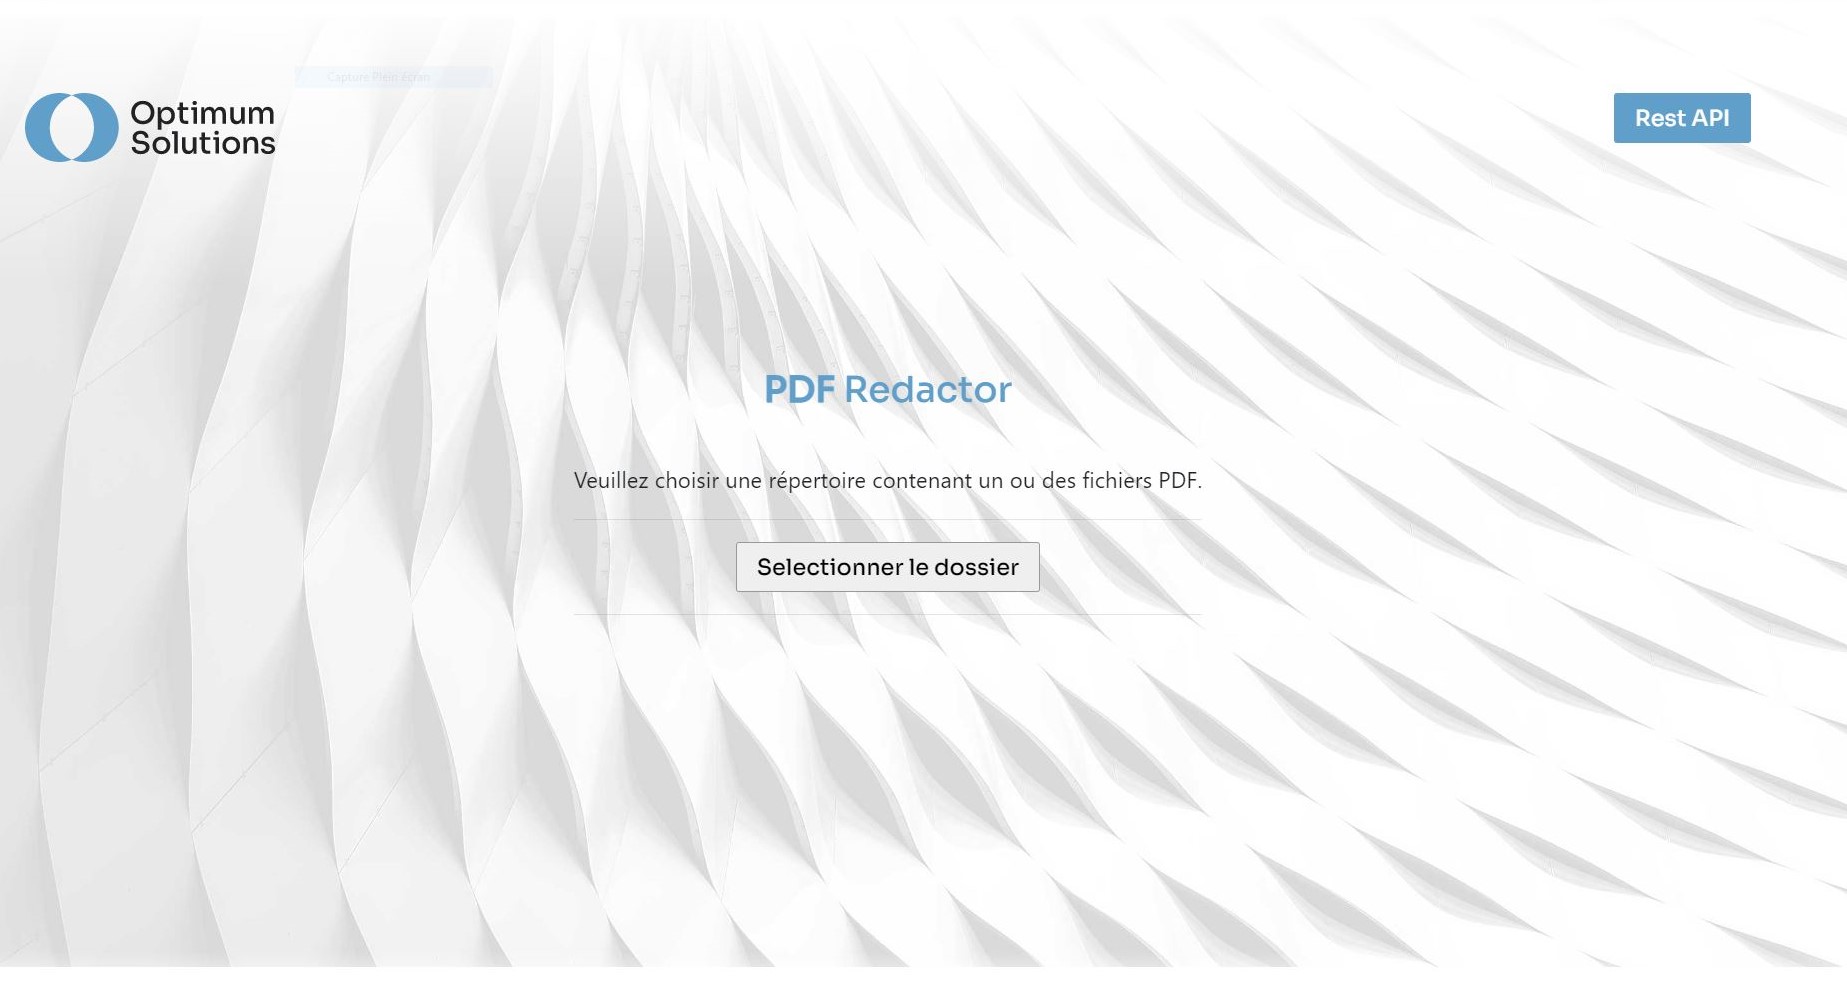 Capture Plein écran
Optimum
Solutions
Rest API
PDF Redactor
Veuillez choisir une répertoire contenant un ou des fichiers PDF.
Selectionner le dossier